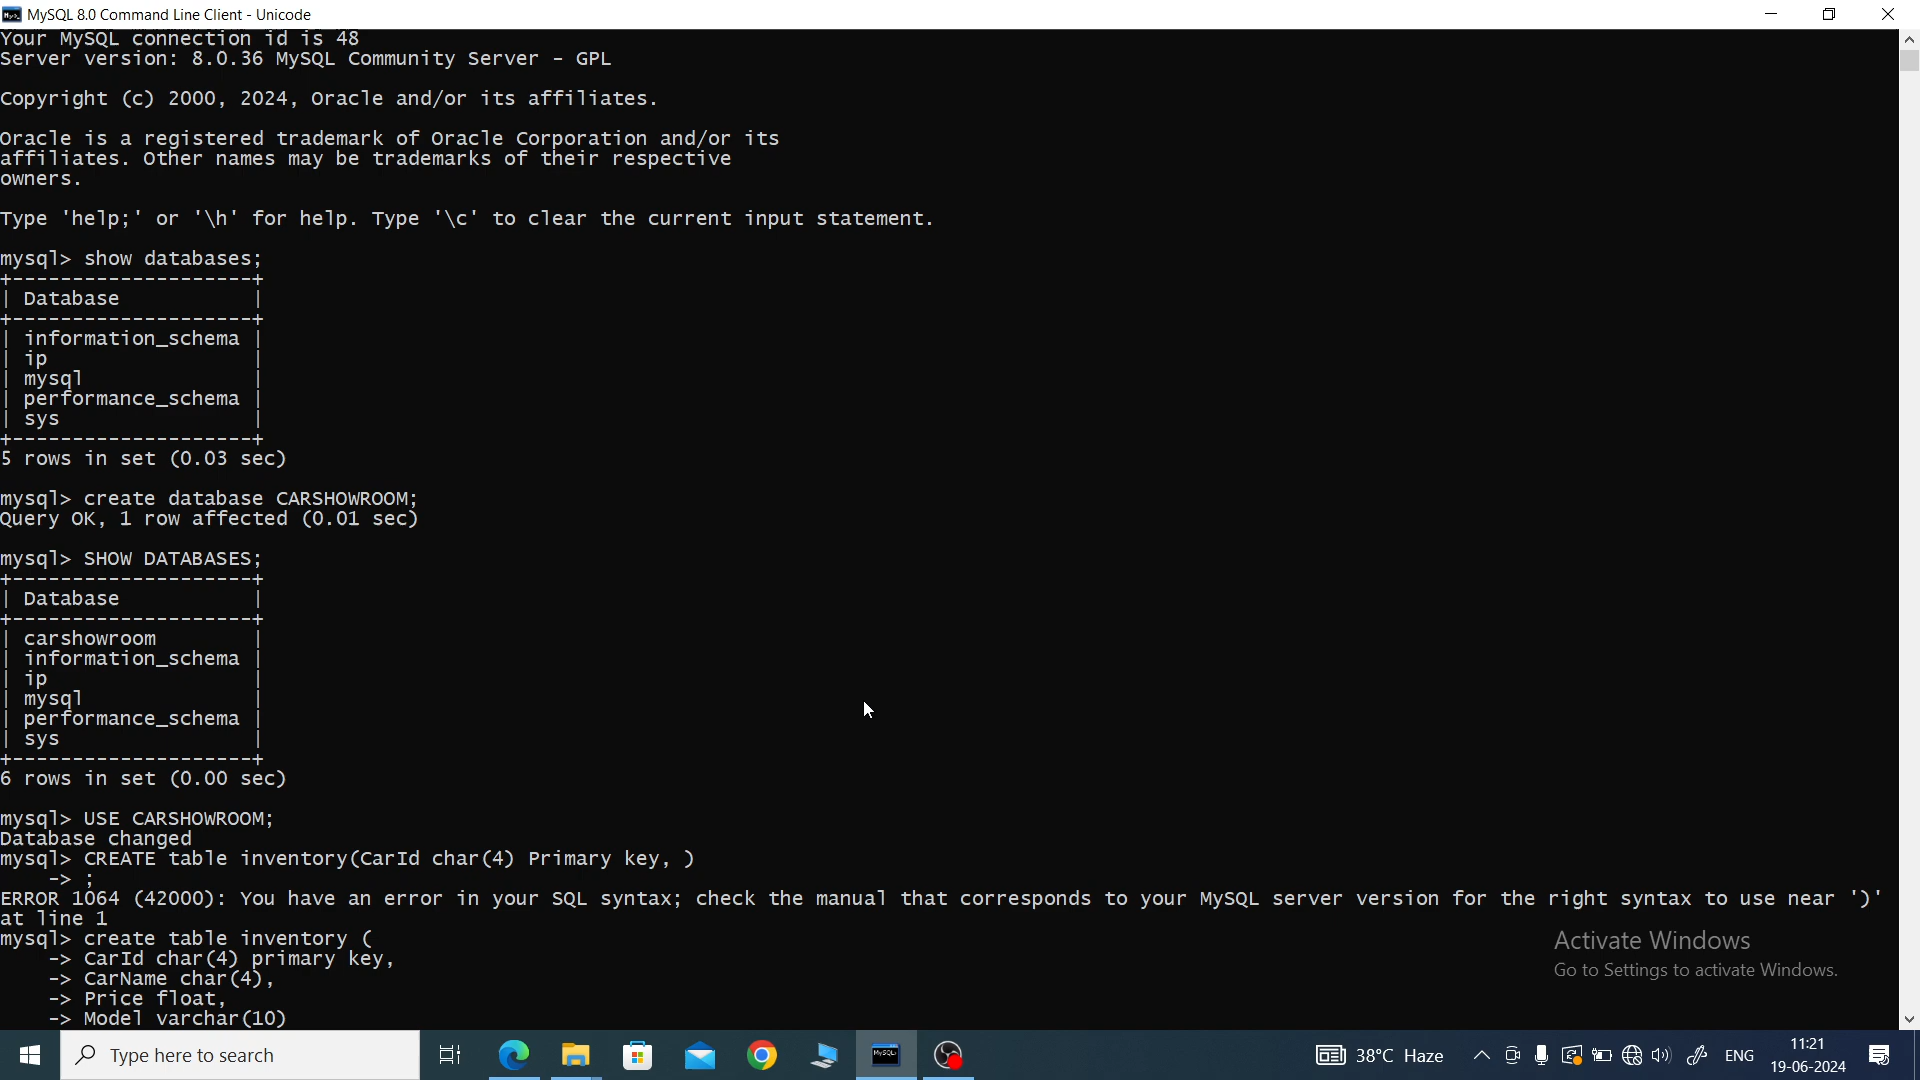 MySQL 8.0 Command Line Client - Unicode
Your MySQL connection id is 48
Server version: 8.0.36 MySQL Community Server - GPL
Copyright (c) 2000, 2024, Oracle and/or its affiliates.
Oracle is a registered trademark of Oracle Corporation and/or its
affiliates. Other names may be trademarks of their respective
owners.
Type 'help;' or '\h' for help. Type '\c' to clear the current input statement.
mysql> show databases;
+--------------------+
| Database           |
+--------------------+
| information_schema |
| ip                 |
| mysql              |
| performance_schema |
| sys                |
+--------------------+
5 rows in set (0.03 sec)
mysql> create database CARSHOWROOM;
Query OK, 1 row affected (0.01 sec)
mysql> SHOW DATABASES;
+--------------------+
| Database           |
+--------------------+
| carshowroom        |
| information_schema |
| ip                 |
| mysql              |
| performance_schema |
| sys                |
+--------------------+
6 rows in set (0.00 sec)
mysql> USE CARSHOWROOM;
Database changed
mysql> CREATE table inventory(CarId char(4) Primary key, )
    -> ;
ERROR 1064 (42000): You have an error in your SQL syntax; check the manual that corresponds to your MySQL server version for the right syntax to use near ')'
at line 1
mysql> create table inventory (
    -> CarId char(4) primary key,
    -> CarName char(4),
    -> Price float,
    -> Model varchar(10)
Activate Windows
Go to Settings to activate Windows.
Type here to search
MySQL
38°C Haze
ENG
11:21
19-06-2024